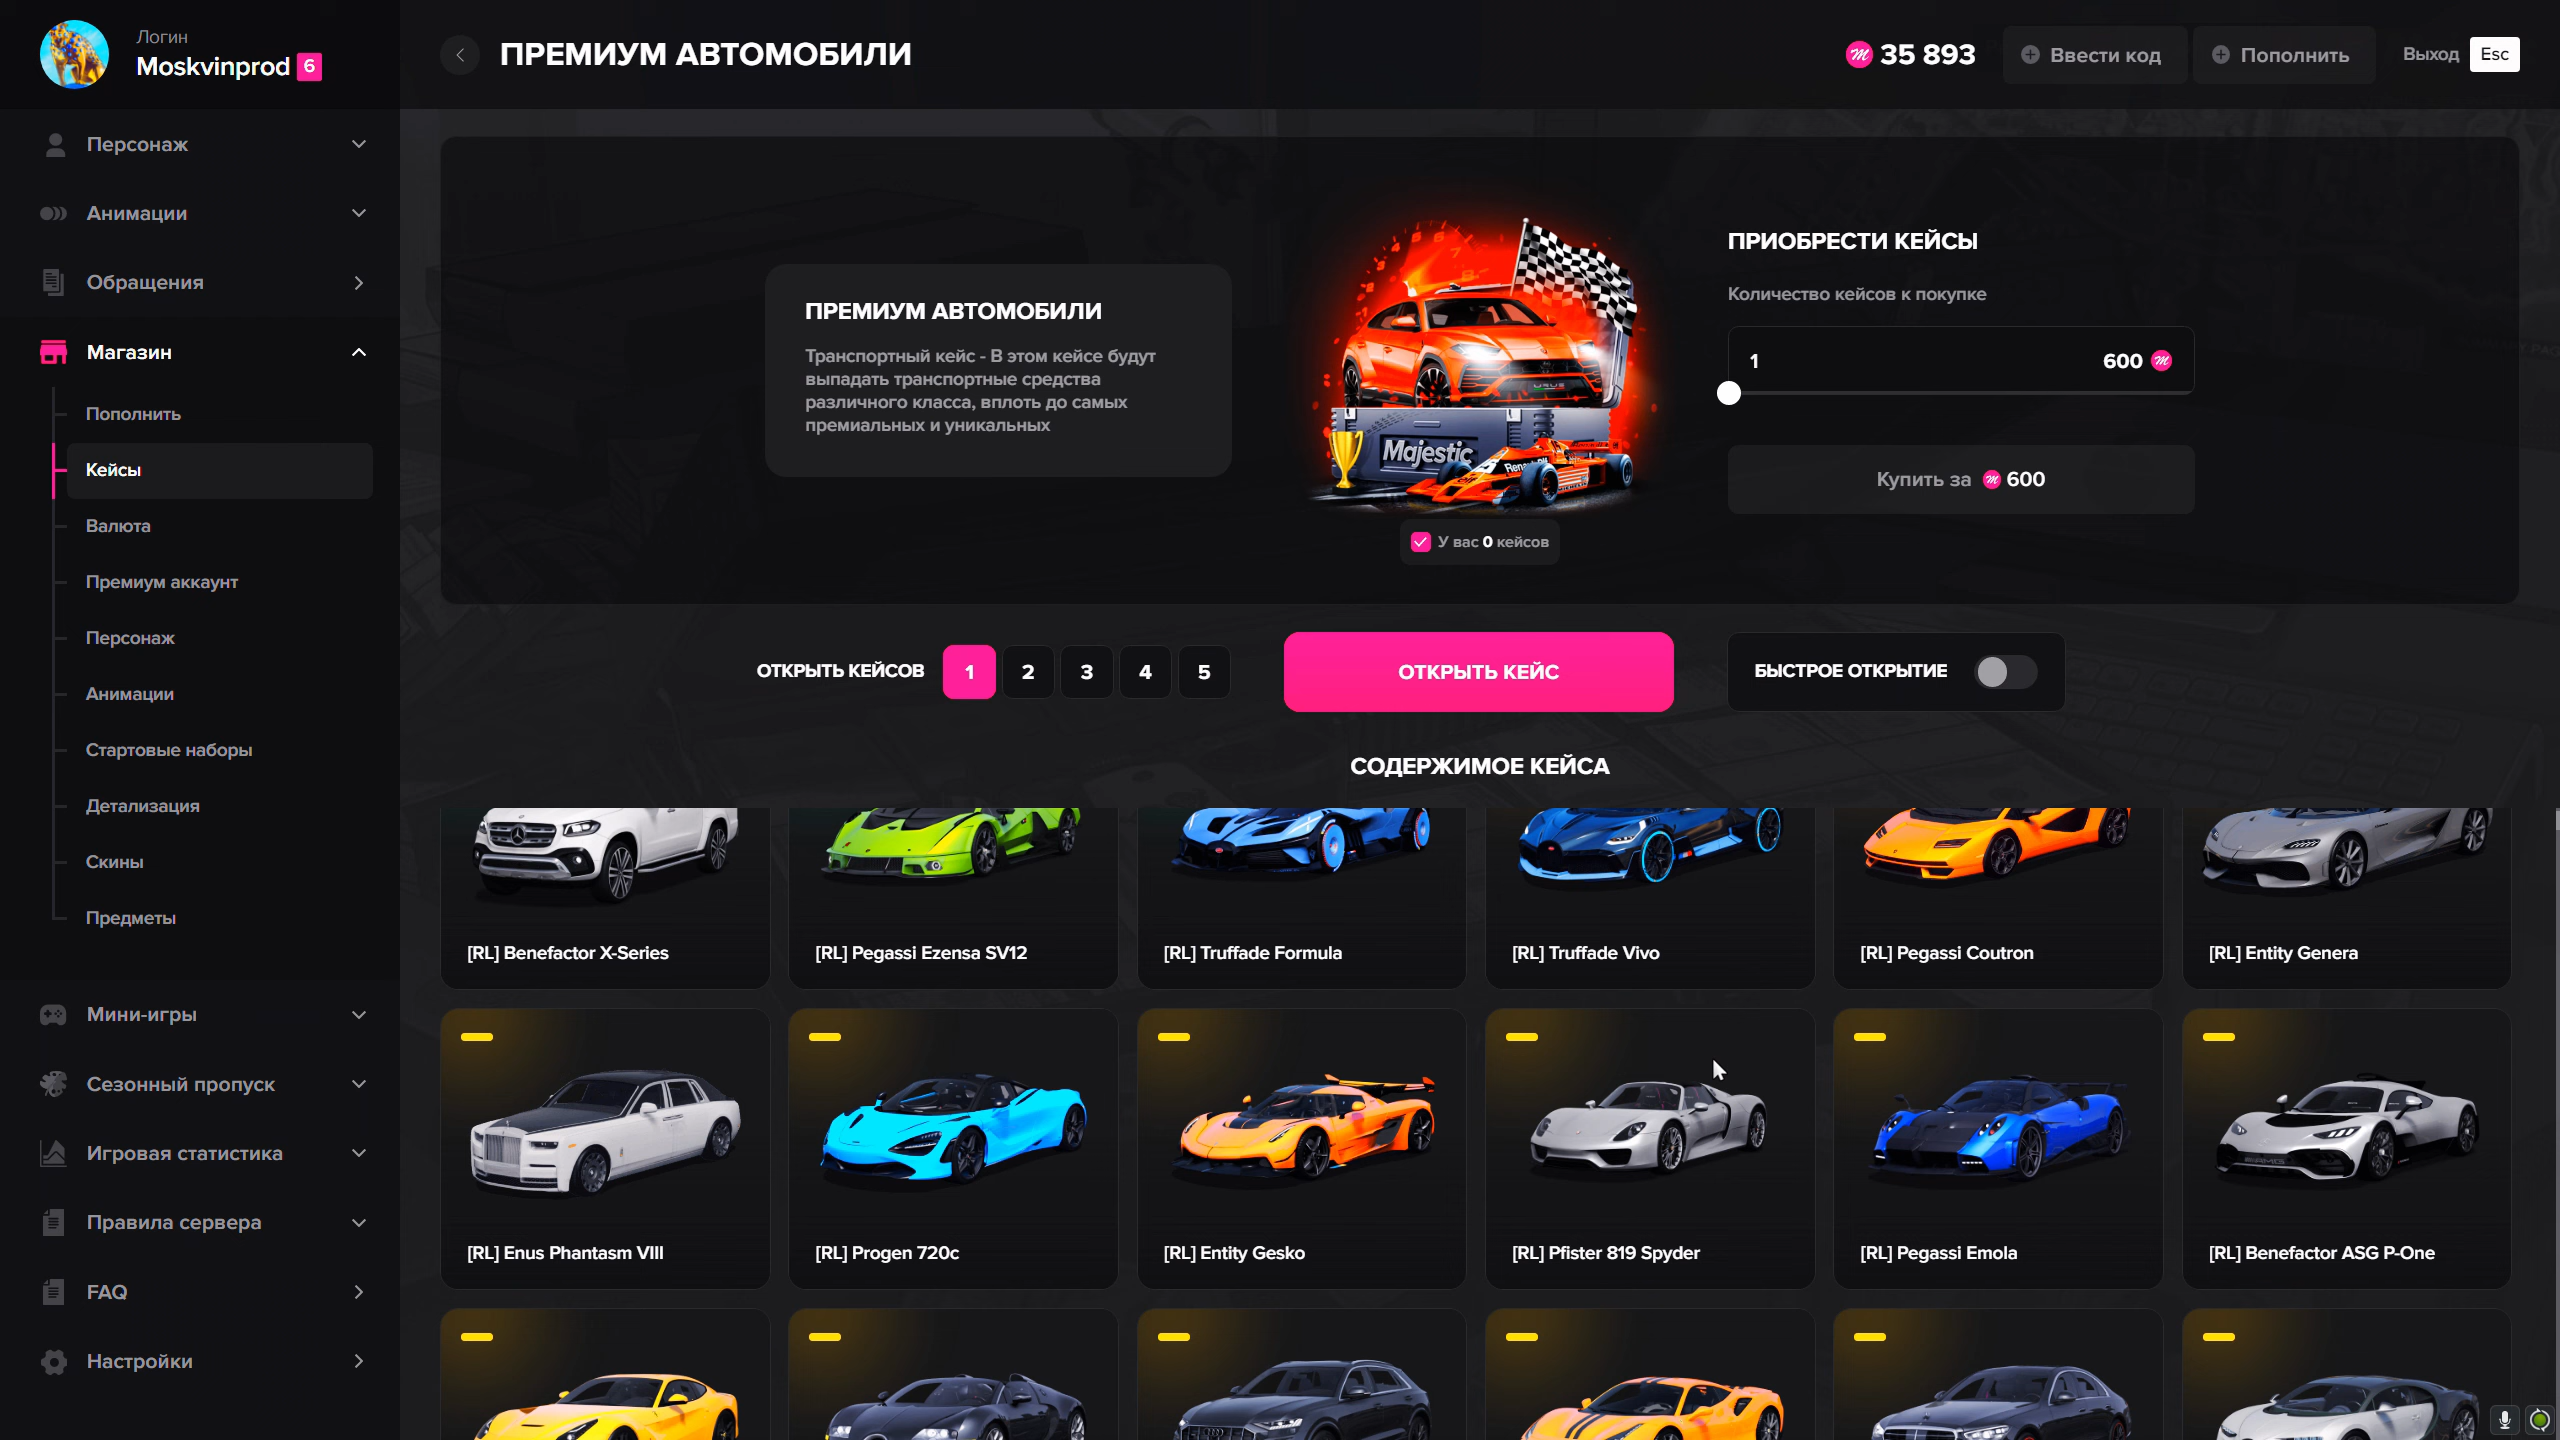 Логин
Moskvinprod 6
Персонаж
Анимации
Обращения
Магазин
Пополнить
Кейсы
Валюта
Премиум аккаунт
Персонаж
Анимации
Стартовые наборы
Детализация
Скины
Предметы
Мини-игры
Сезонный пропуск
Игровая статистика
Правила сервера
FAQ
Настройки
ПРЕМИУМ АВТОМОБИЛИ
35 893
Ввести код
Пополнить
Выход
Esc
ПРЕМИУМ АВТОМОБИЛИ
Транспортный кейс - В этом кейсе будут
выпадать транспортные средства
различного класса, вплоть до самых
премиальных и уникальных
Majestic
У вас 0 кейсов
ПРИОБРЕСТИ КЕЙСЫ
Количество кейсов к покупке
1
600
Купить за 600
ОТКРЫТЬ КЕЙСОВ
1 2 3 4 5
ОТКРЫТЬ КЕЙС
БЫСТРОЕ ОТКРЫТИЕ
СОДЕРЖИМОЕ КЕЙСА
[RL] Benefactor X-Series
[RL] Pegassi Ezensa SV12
[RL] Truffade Formula
[RL] Truffade Vivo
[RL] Pegassi Coutron
[RL] Entity Genera
[RL] Enus Phantasm VIII
[RL] Progen 720c
[RL] Entity Gesko
[RL] Pfister 819 Spyder
[RL] Pegassi Emola
[RL] Benefactor ASG P-One